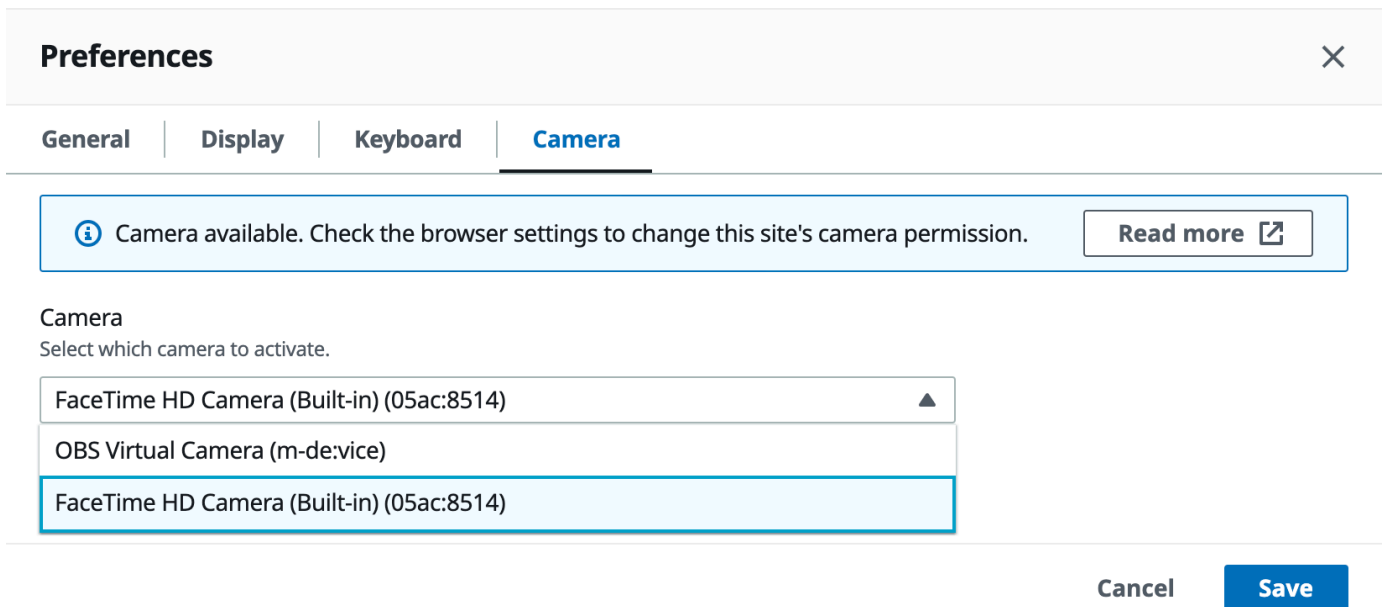 Preferences
General
Display
Keyboard
Camera
Camera available. Check the browser settings to change this site's camera permission.
Read more
Camera
Select which camera to activate.
FaceTime HD Camera (Built-in) (05ac:8514)
OBS Virtual Camera (m-de:vice)
FaceTime HD Camera (Built-in) (05ac:8514)
Cancel
Save